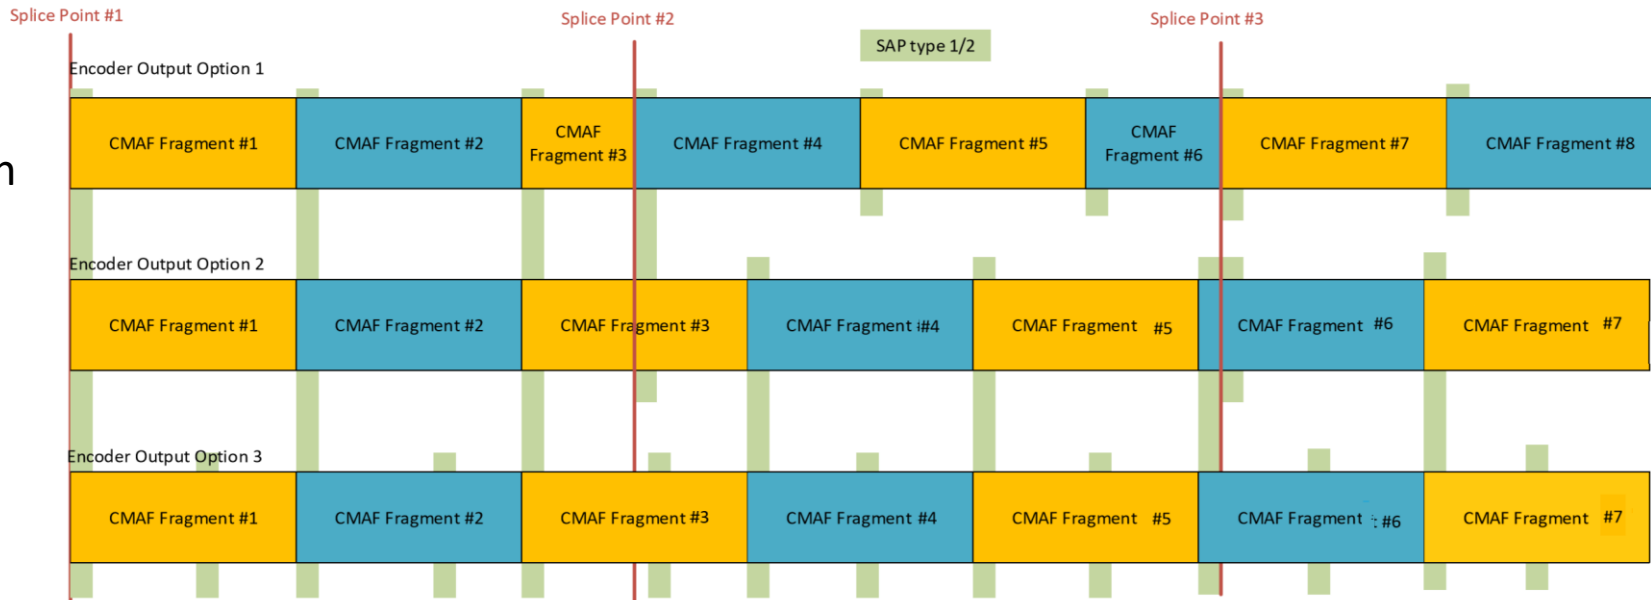 Splice Point #1
Splice Point #2
Splice Point #3
SAP type 1/2
Encoder Output Option 1
n
CMAF Fragment #1
CMAF Fragment #2
CMAF
Fragment #3
CMAF Fragment #4
CMAF Fragment #5
CMAF
Fragment #6
CMAF Fragment #7
CMAF Fragment #8
Encoder Output Option 2
CMAF Fragment #1
CMAF Fragment #2
CMAF Fragment #3
CMAF Fragment #4
CMAF Fragment #5
CMAF Fragment #6
CMAF Fragment #7
Encoder Output Option 3
CMAF Fragment #1
CMAF Fragment #2
CMAF Fragment #3
CMAF Fragment #4
CMAF Fragment #5
CMAF Fragment #6
CMAF Fragment #7